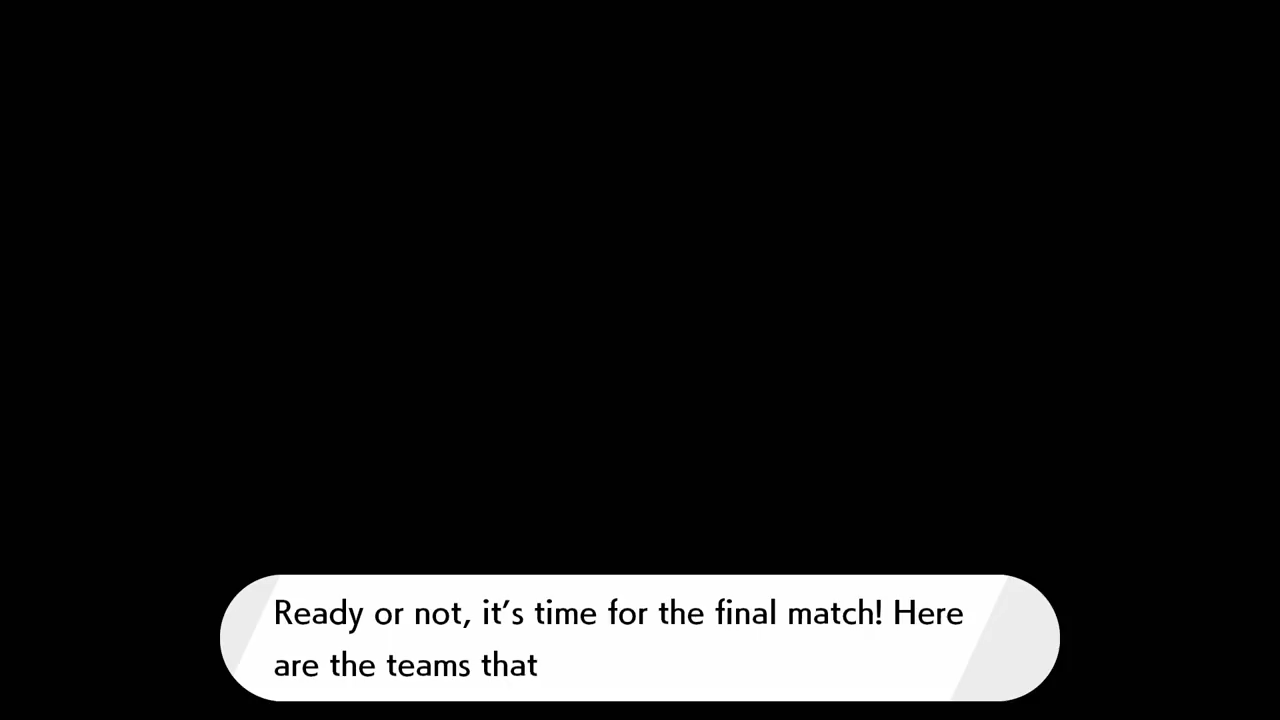 Ready or not, it’s time for the final match! Here
are the teams that